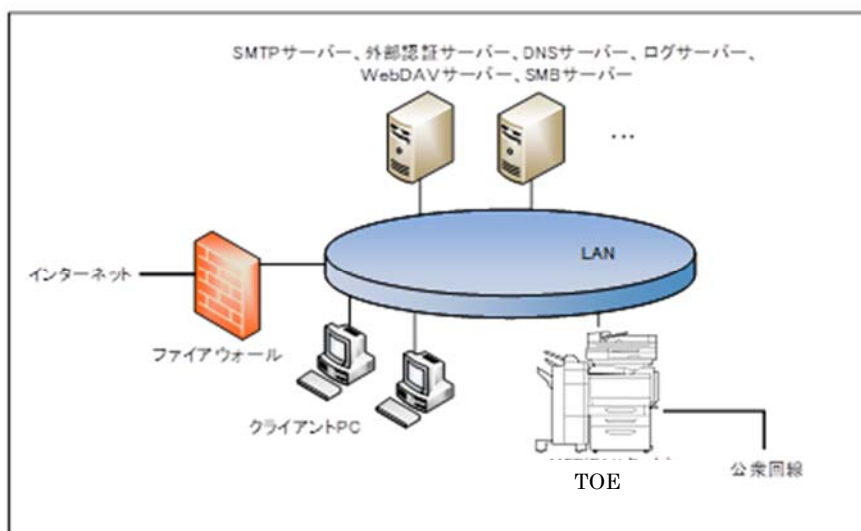 SMTPサーバー、外部認証サーバー、DNSサーバー、ログサーバー、
WebDAVサーバー、SMBサーバー
…
LAN
インターネット
ファイアウォール
クライアントPC
TOE
公衆回線